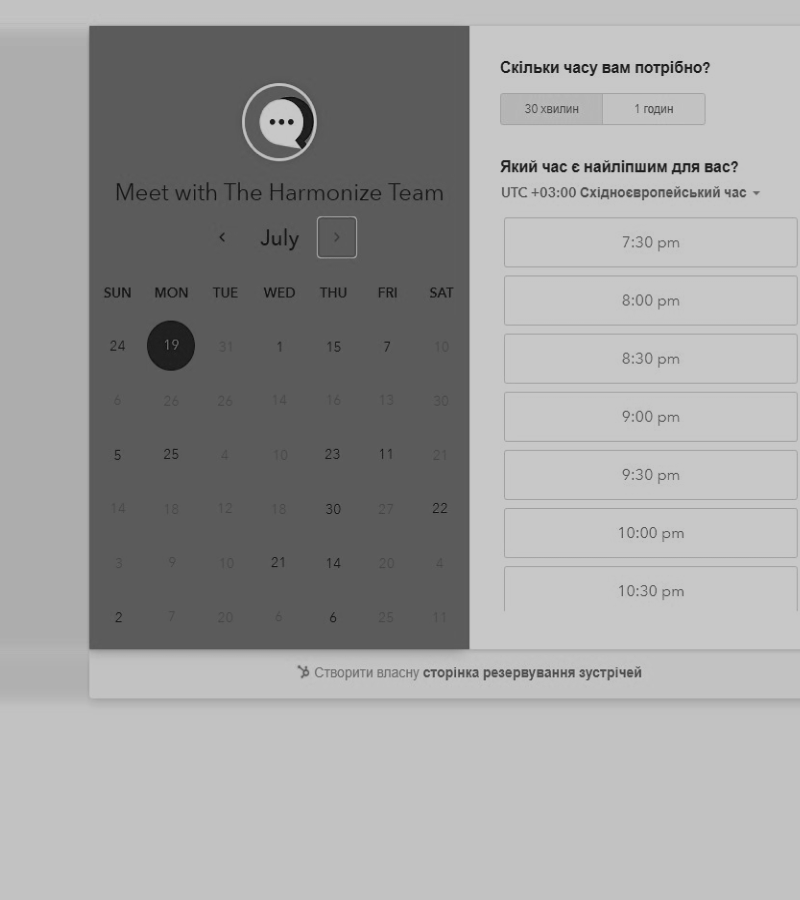 Meet with The Harmonize Team
July
SUN MON TUE WED THU FRI SAT
24 19 31 1 15 7 10
6 26 26 14 16 13 30
5 25 4 10 23 11 21
14 18 12 18 30 27 22
3 9 10 21 14 20 4
2 7 20 6 6 25 11
Скільки часу вам потрібно?
30 хвилин 1 годин
Який час є найліпшим для вас?
UTC +03:00 Східноєвропейський час
7:30 pm
8:00 pm
8:30 pm
9:00 pm
9:30 pm
10:00 pm
10:30 pm
Створити власну сторінка резервування зустрічей